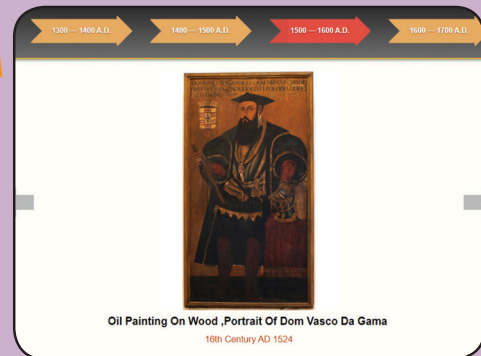 1300 — 1400 A.D.
1400 — 1500 A.D.
1500 — 1600 A.D.
1600 — 1700 A.D.
Oil Painting On Wood ,Portrait Of Dom Vasco Da Gama
16th Century AD 1524